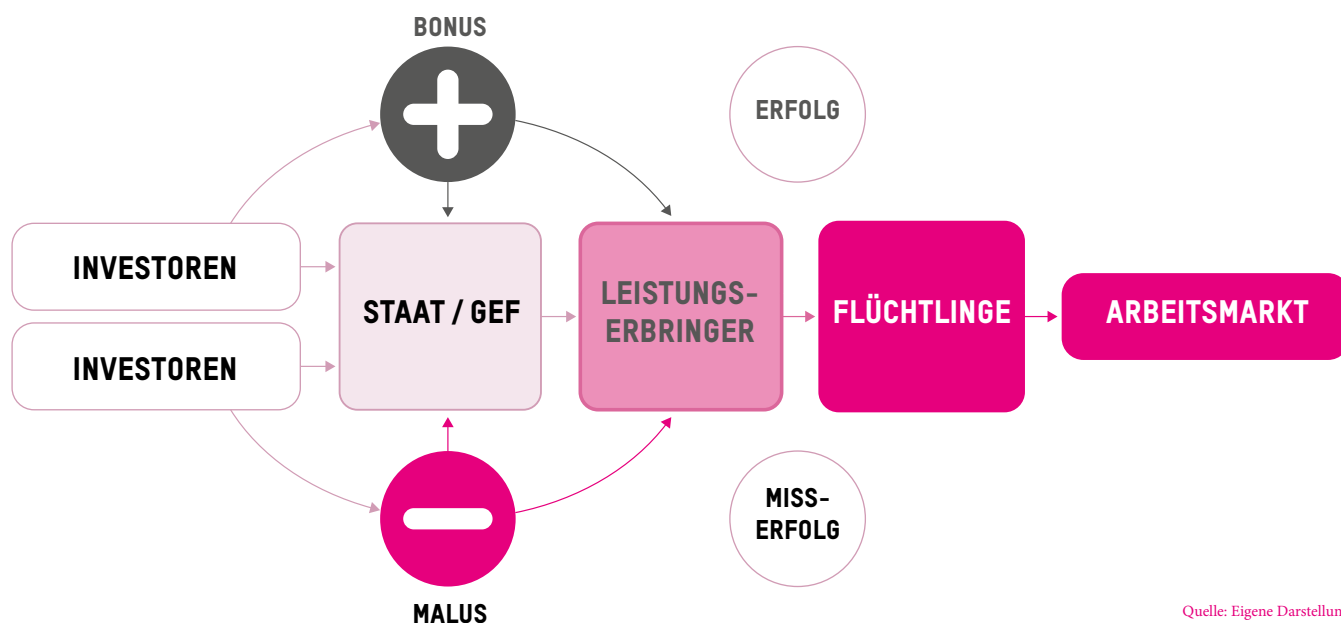 BONUS
ERFOLG
INVESTOREN
INVESTOREN
STAAT / GEF
LEISTUNGS-
ERBRINGER
FLÜCHTLINGE
ARBEITSMARKT
MISS-
ERFOLG
MALUS
Quelle: Eigene Darstellun